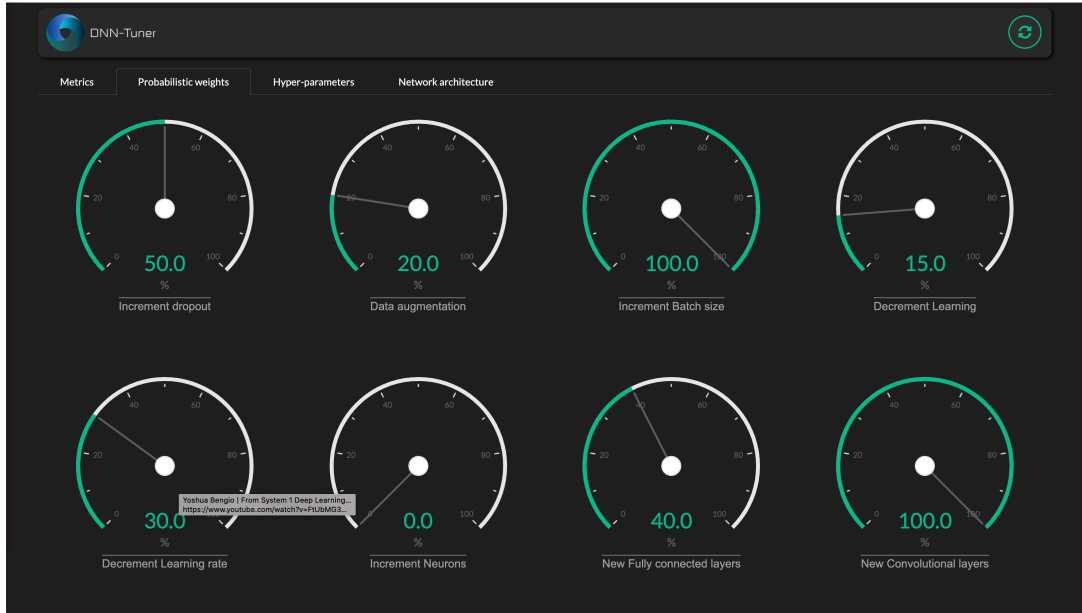 DNN-Tuner
Metrics Probabilistic weights Hyper-parameters Network architecture
0 20 40 60 80 100
50.0
%
Increment dropout
0 20 40 60 80 100
20.0
%
Data augmentation
0 20 40 60 80 100
100.0
%
Increment Batch size
0 20 40 60 80 100
15.0
%
Decrement Learning
0 20 40 60 80 100
30.0
%
Decrement Learning rate
Yoshua Bengio | From System 1 Deep Learning...
https://www.youtube.com/watch?v=FtUbMG3...
0 20 40 60 80 100
0.0
%
Increment Neurons
0 20 40 60 80 100
40.0
%
New Fully connected layers
0 20 40 60 80 100
100.0
%
New Convolutional layers